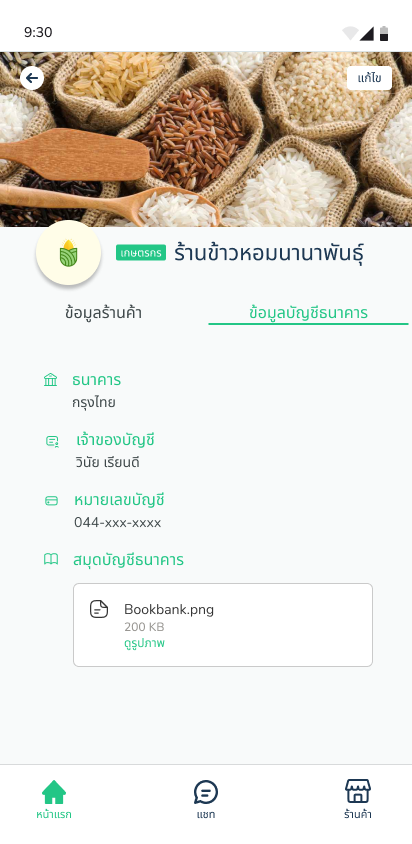 9:30
แก้ไข
เกษตรกร ร้านข้าวหอมนานาพันธุ์
ข้อมูลร้านค้า ข้อมูลบัญชีธนาคาร
ธนาคาร
กรุงไทย
เจ้าของบัญชี
วินัย เรียนดี
หมายเลขบัญชี
044-xxx-xxxx
สมุดบัญชีธนาคาร
Bookbank.png
200 KB
ดูรูปภาพ
หน้าแรก แชท ร้านค้า